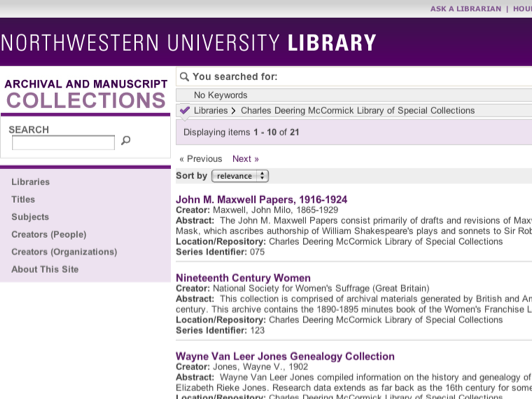 ASK A LIBRARIAN | HOU
NORTHWESTERN UNIVERSITY LIBRARY
ARCHIVAL AND MANUSCRIPT
COLLECTIONS
SEARCH
Libraries
Titles
Subjects
Creators (People)
Creators (Organizations)
About This Site
You searched for:
No Keywords
Libraries > Charles Deering McCormick Library of Special Collections
Displaying items 1 - 10 of 21
« Previous Next »
Sort by relevance
John M. Maxwell Papers, 1916-1924
Creator: Maxwell, John Milo, 1865-1929
Abstract: The John M. Maxwell Papers consist primarily of drafts and revisions of Max
Mask, which ascribes authorship of William Shakespeare's plays and sonnets to Sir Rob
Location/Repository: Charles Deering McCormick Library of Special Collections
Series Identifier: 075
Nineteenth Century Women
Creator: National Society for Women's Suffrage (Great Britain)
Abstract: This collection is comprised of archival materials generated by British and Am
century. This archive contains the 1890-1895 minutes book of the Women's Franchise L
Location/Repository: Charles Deering McCormick Library of Special Collections
Series Identifier: 123
Wayne Van Leer Jones Genealogy Collection
Creator: Jones, Wayne V., 1902
Abstract: Wayne Van Leer Jones compiled information on the history and genealogy of
Elizabeth Rieke Jones. Research data extends as far back as the 16th century for some
Location/Repository: Charles Deering McCormick Library of Special Collections